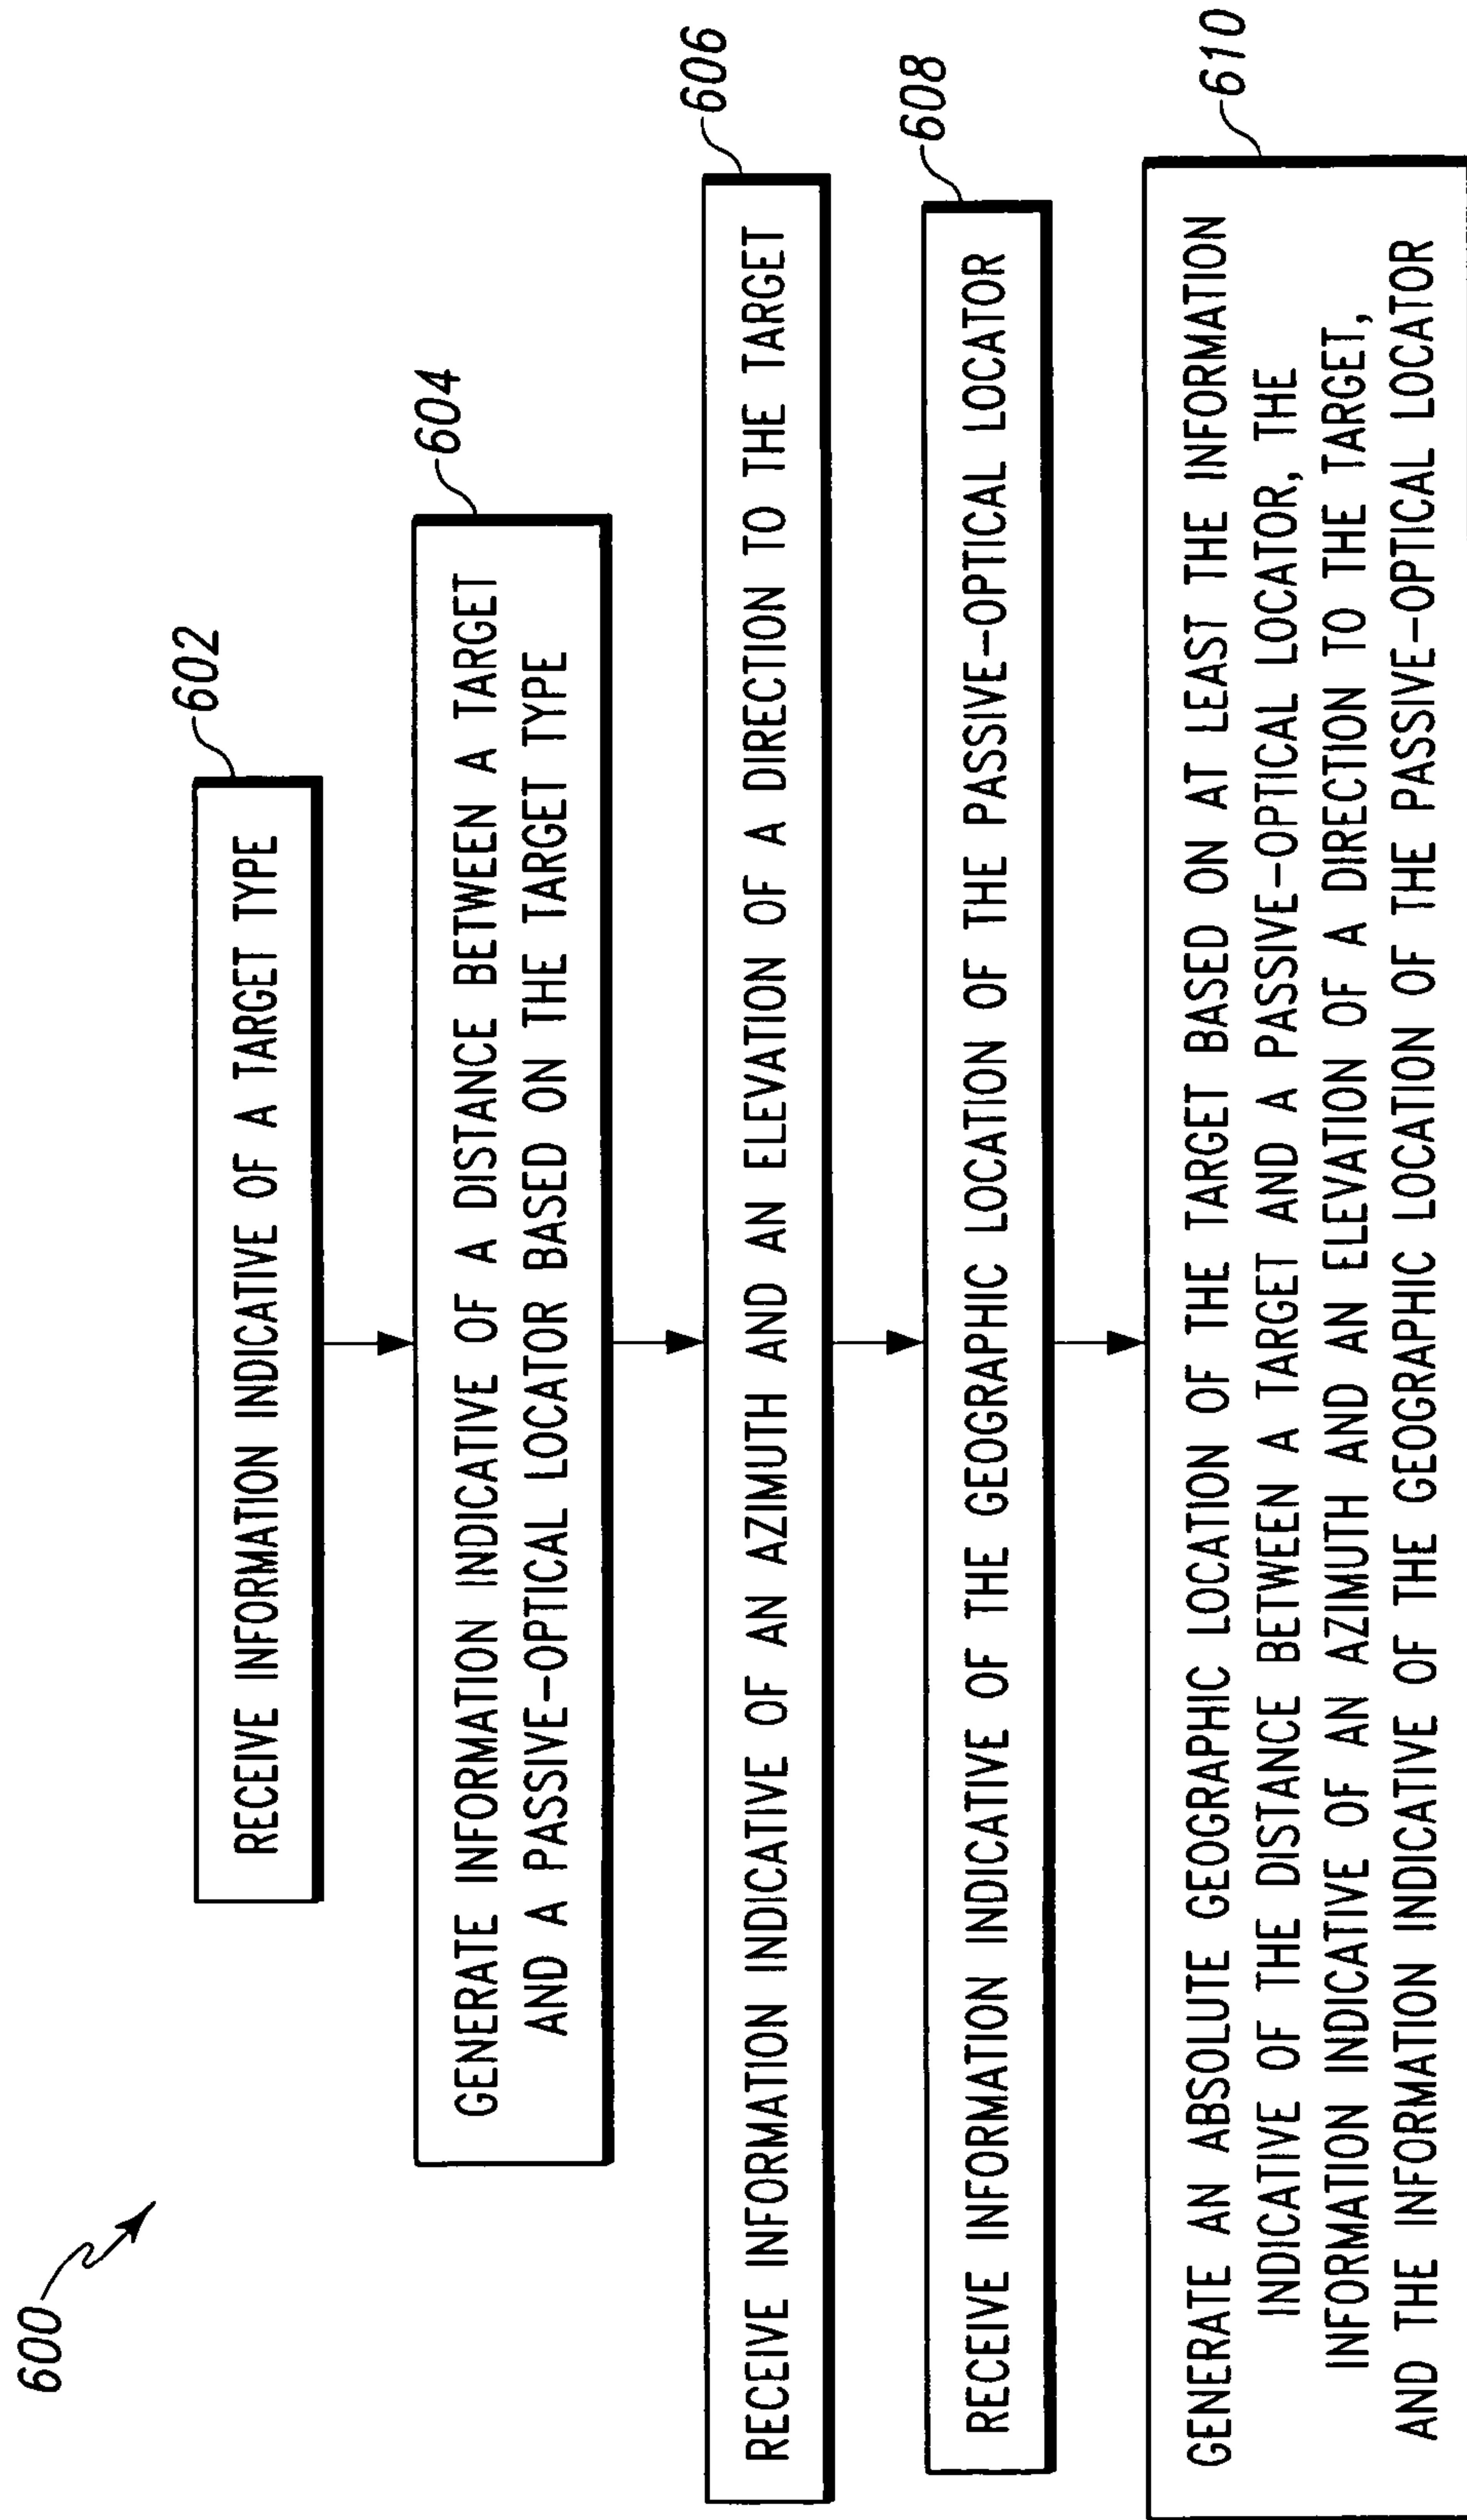 600
602
RECEIVE INFORMATION INDICATIVE OF A TARGET TYPE
604
GENERATE INFORMATION INDICATIVE OF A DISTANCE BETWEEN A TARGET
AND A PASSIVE-OPTICAL LOCATOR BASED ON THE TARGET TYPE
606
RECEIVE INFORMATION INDICATIVE OF AN AZIMUTH AND AN ELEVATION OF A DIRECTION TO THE TARGET
608
RECEIVE INFORMATION INDICATIVE OF THE GEOGRAPHIC LOCATION OF THE PASSIVE-OPTICAL LOCATOR
610
GENERATE AN ABSOLUTE GEOGRAPHIC LOCATION OF THE TARGET BASED ON AT LEAST THE INFORMATION
INDICATIVE OF THE DISTANCE BETWEEN A TARGET AND A PASSIVE-OPTICAL LOCATOR, THE
INFORMATION INDICATIVE OF AN AZIMUTH AND AN ELEVATION OF A DIRECTION TO THE TARGET,
AND THE INFORMATION INDICATIVE OF THE GEOGRAPHIC LOCATION OF THE PASSIVE-OPTICAL LOCATOR